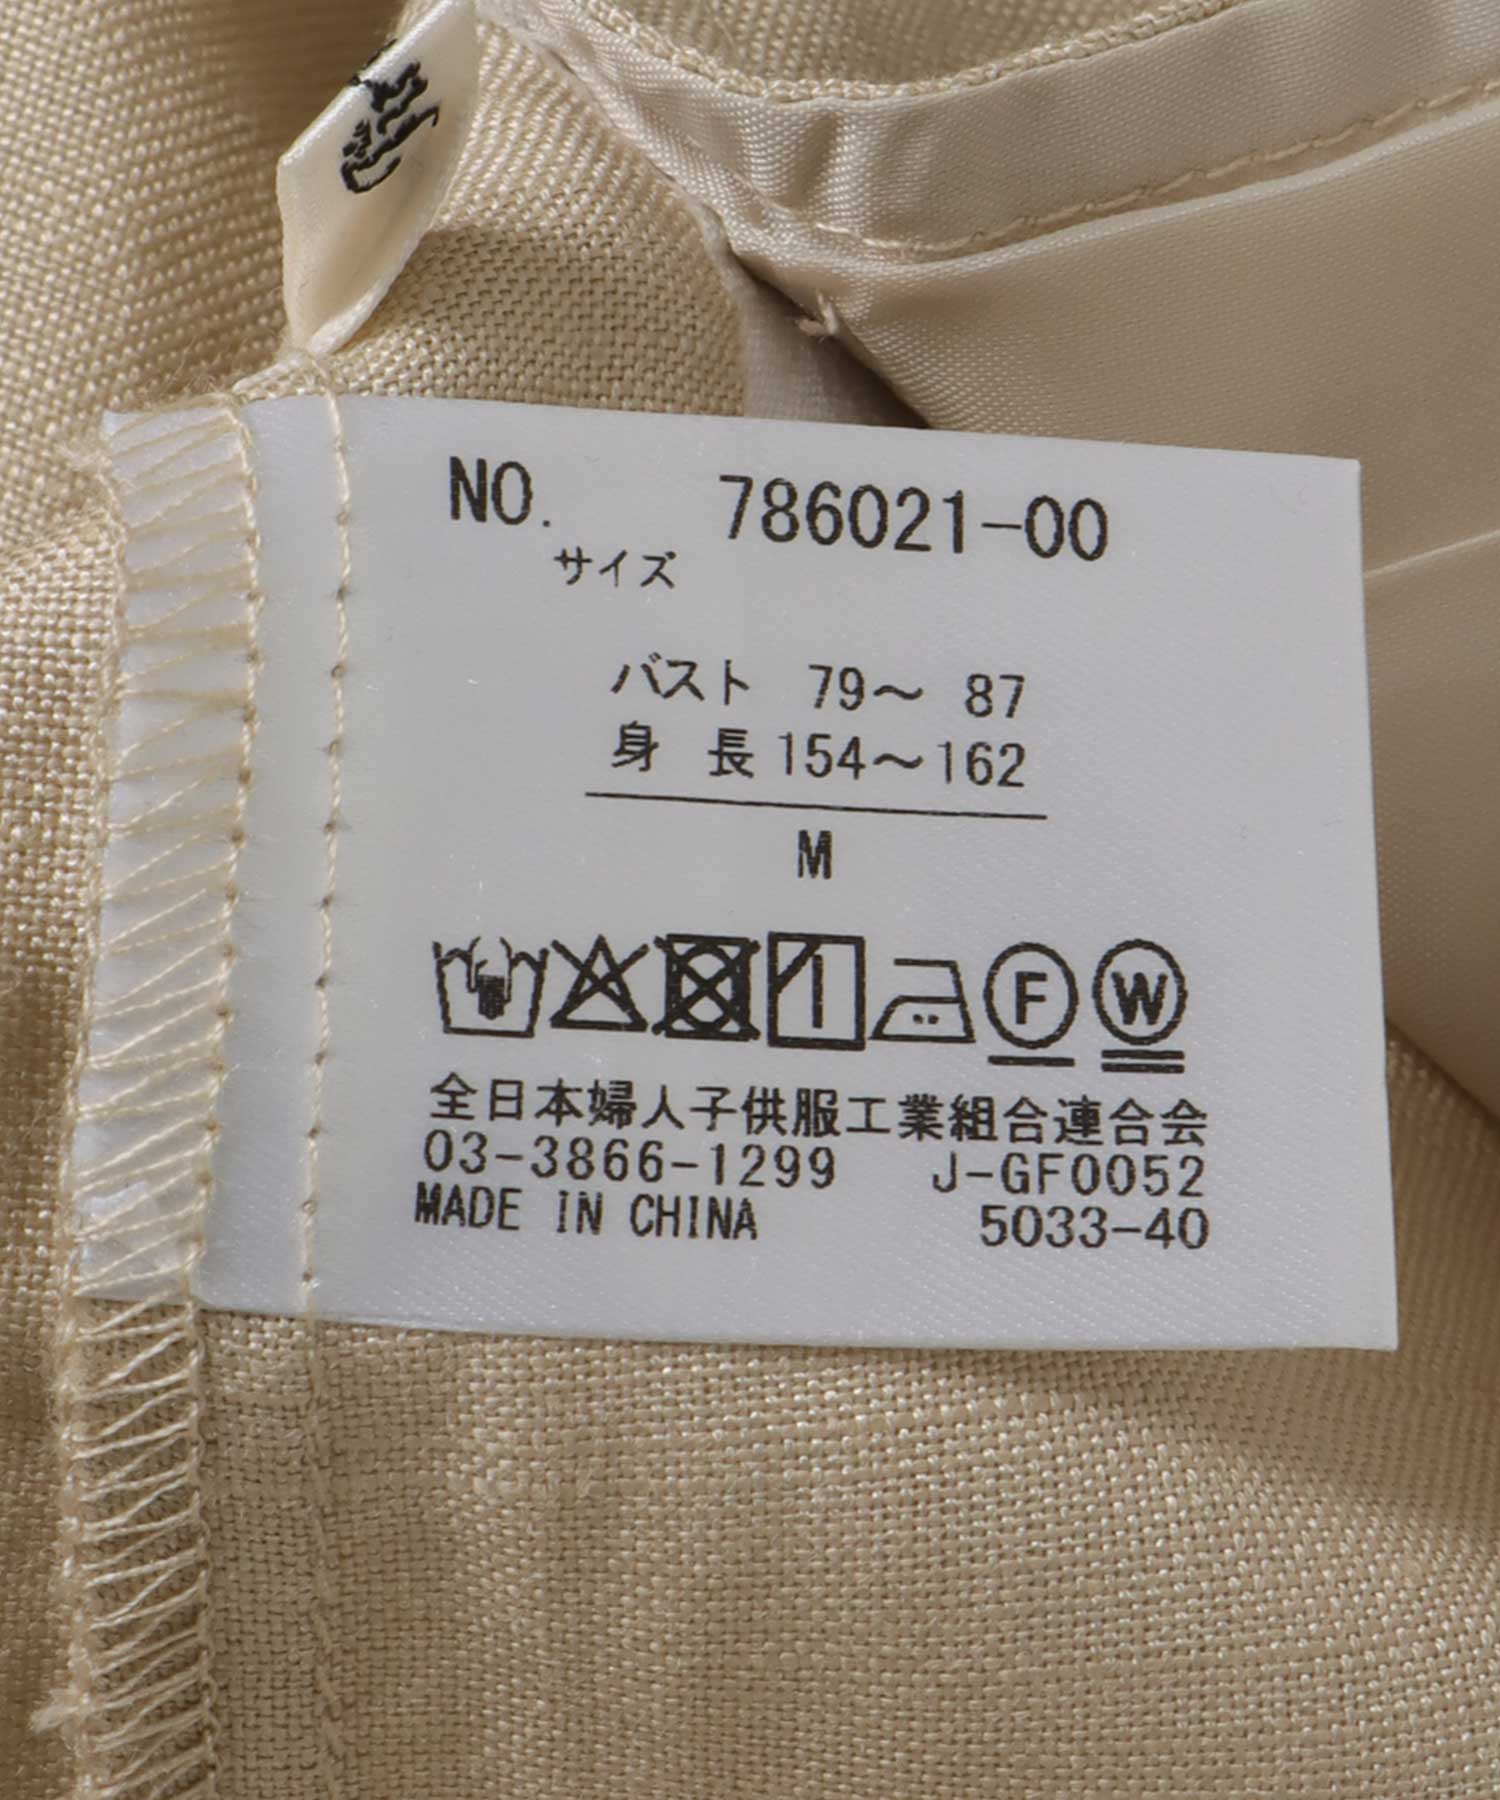 NO. 786021-00
サイズ
バスト 79～ 87
身 長 154～162
M
F W
全日本婦人子供服工業組合連合会
03-3866-1299 J-GF0052
MADE IN CHINA 5033-40